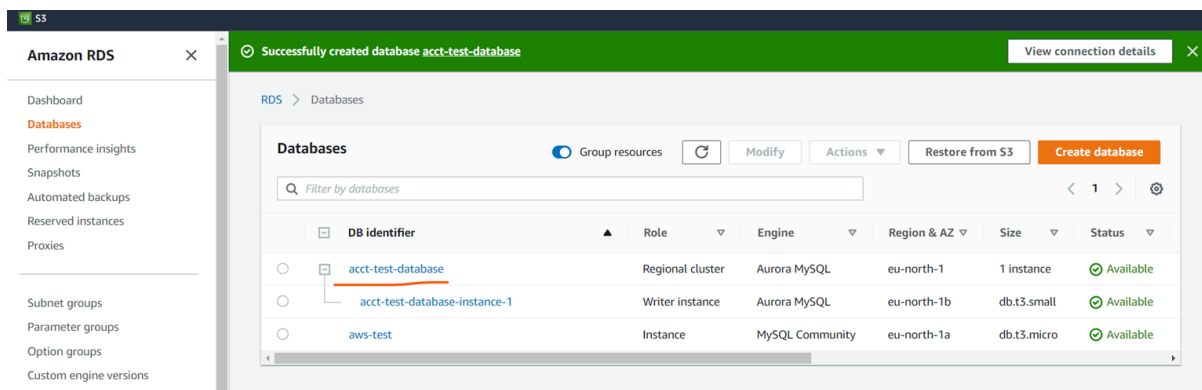 S3
Amazon RDS
Successfully created database acct-test-database
View connection details
Dashboard
Databases
Performance insights
Snapshots
Automated backups
Reserved instances
Proxies
Subnet groups
Parameter groups
Option groups
Custom engine versions
RDS > Databases
Databases
Group resources
Modify
Actions
Restore from S3
Create database
Filter by databases
1
DB identifier Role Engine Region & AZ Size Status
acct-test-database Regional cluster Aurora MySQL eu-north-1 1 instance Available
acct-test-database-instance-1 Writer instance Aurora MySQL eu-north-1b db.t3.small Available
aws-test Instance MySQL Community eu-north-1a db.t3.micro Available